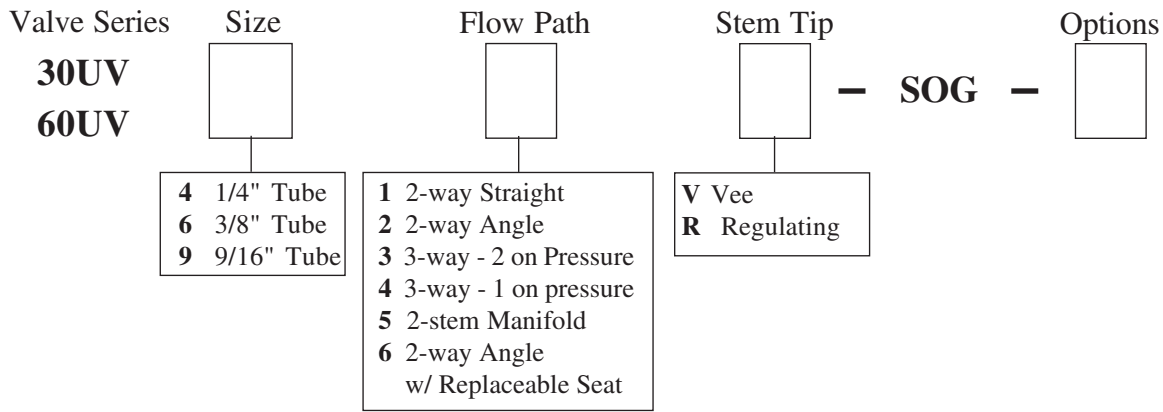 Valve Series Size Flow Path Stem Tip Options
30UV
60UV
– SOG –
4 1/4" Tube
6 3/8" Tube
9 9/16" Tube
1 2-way Straight
2 2-way Angle
3 3-way - 2 on Pressure
4 3-way - 1 on pressure
5 2-stem Manifold
6 2-way Angle
w/ Replaceable Seat
V Vee
R Regulating